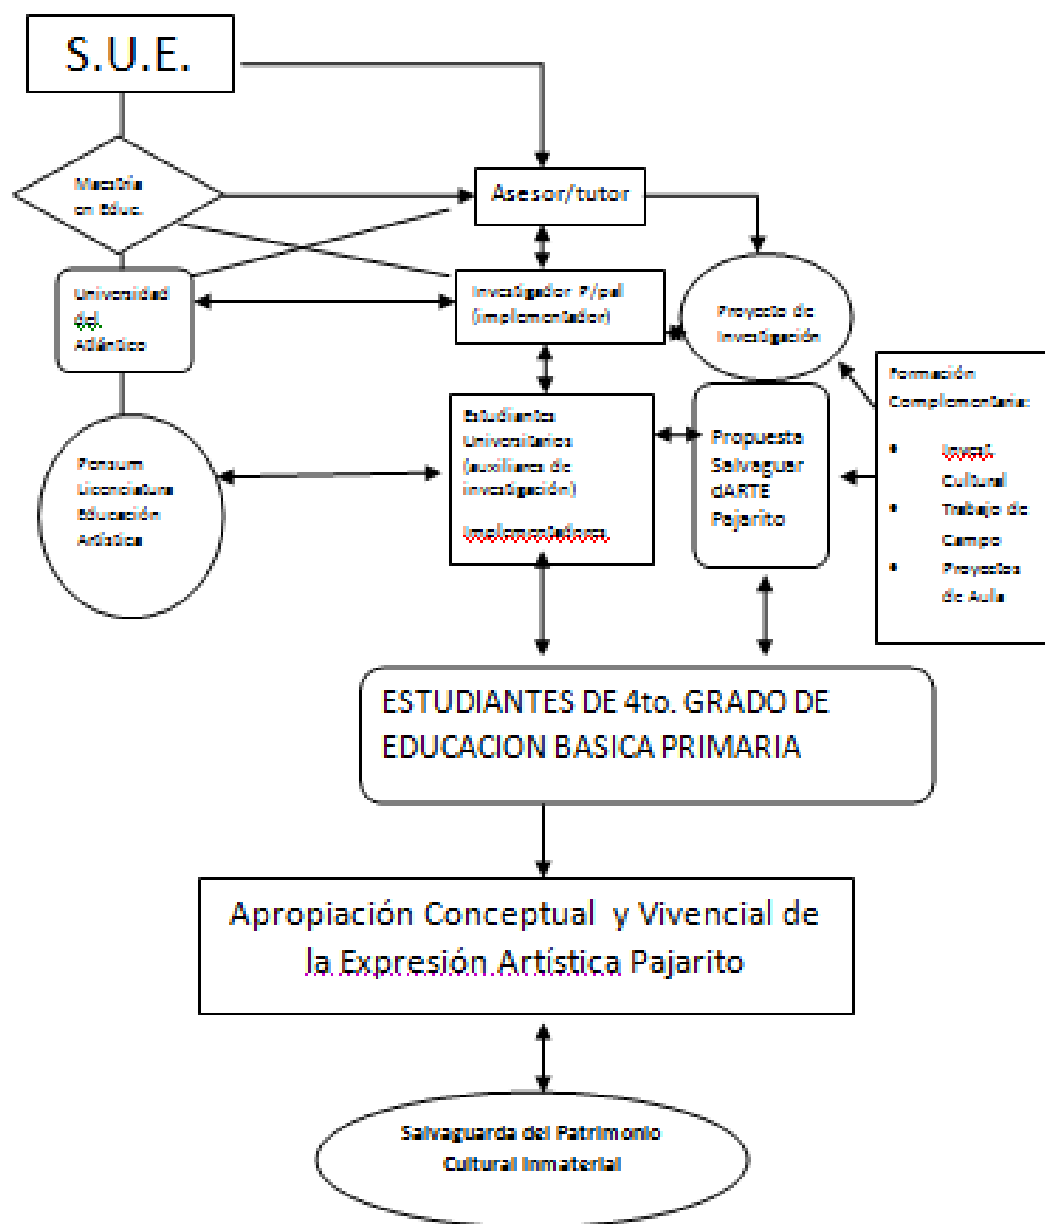 S.U.E.
Maestría
en Educ.
Asesor/tutor
Universidad
del
Atlántico
Investigador P/pal
(implementador)
Proyecto de
Investigación
Formación
Complementaria:
• Invest.
Cultural
• Trabajo de
Campo
• Proyectos
de Aula
Pensum
Licenciatura
Educación
Artística
Estudiantes
Universitarios
(auxiliares de
investigación)
Implementadores.
Propuesta
Salvaguar
dARTE
Pajarito
ESTUDIANTES DE 4to. GRADO DE
EDUCACION BASICA PRIMARIA
Apropiación Conceptual y Vivencial de
la Expresión Artística Pajarito
Salvaguarda del Patrimonio
Cultural Inmaterial